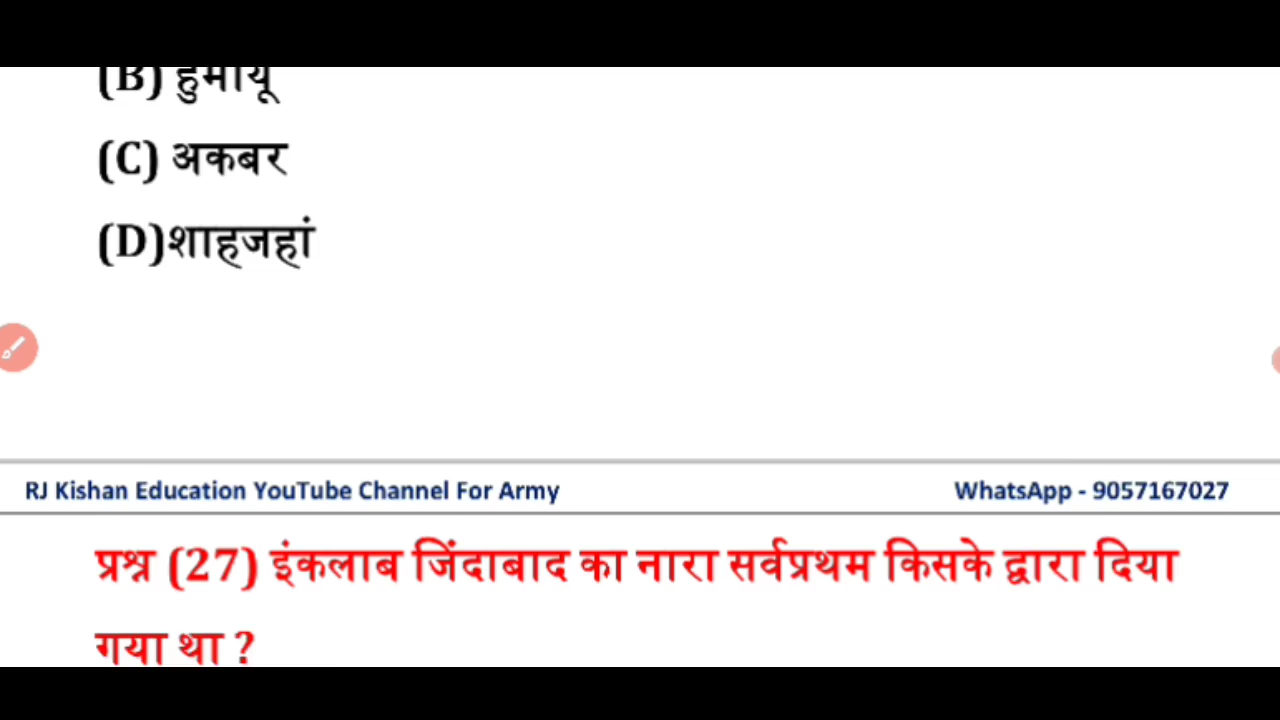 (B) हुमायू
(C) अकबर
(D)शाहजहां
RJ Kishan Education YouTube Channel For Army WhatsApp - 9057167027
प्रश्न (27) इंकलाब जिंदाबाद का नारा सर्वप्रथम किसके द्वारा दिया
गया था ?